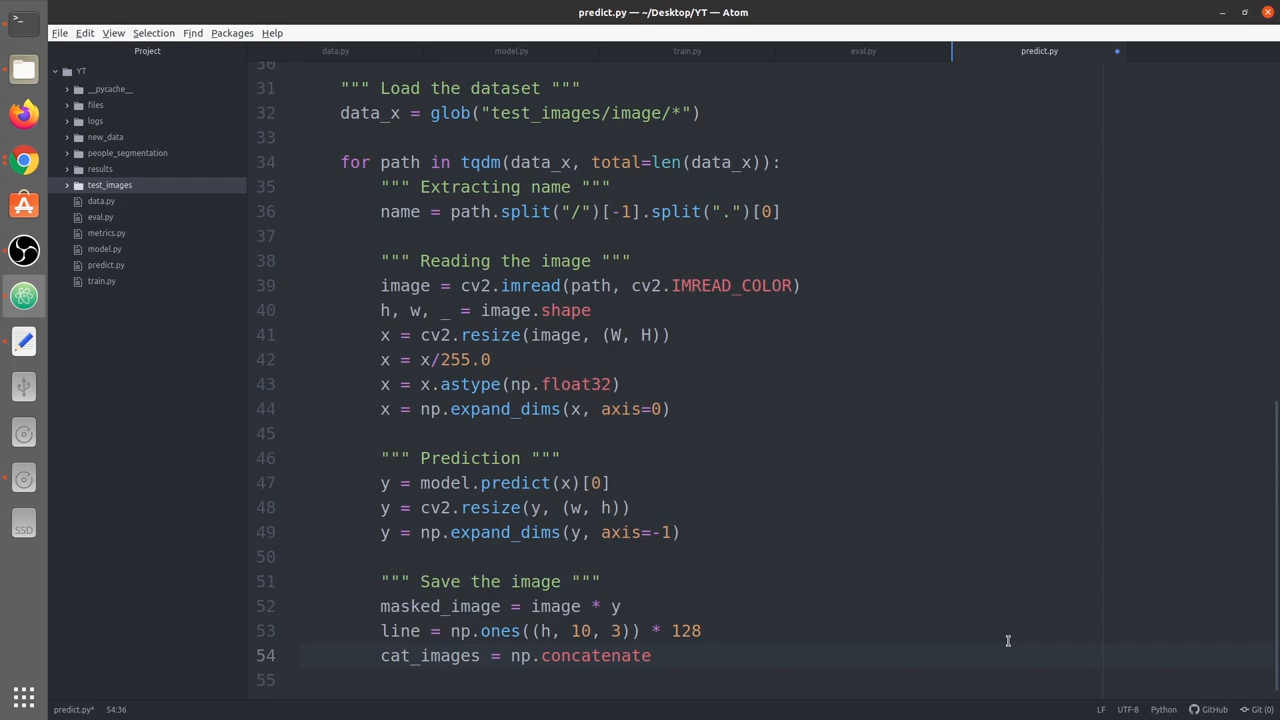 predict.py — ~/Desktop/YT — Atom
File Edit View Selection Find Packages Help
Project
data.py model.py train.py eval.py predict.py
YT
__pycache__
files
logs
new_data
people_segmentation
results
test_images
data.py
eval.py
metrics.py
model.py
predict.py
train.py
30
31 """ Load the dataset """
32 data_x = glob("test_images/image/*")
33
34 for path in tqdm(data_x, total=len(data_x)):
35 """ Extracting name """
36 name = path.split("/")[-1].split(".")[0]
37
38 """ Reading the image """
39 image = cv2.imread(path, cv2.IMREAD_COLOR)
40 h, w, _ = image.shape
41 x = cv2.resize(image, (W, H))
42 x = x/255.0
43 x = x.astype(np.float32)
44 x = np.expand_dims(x, axis=0)
45
46 """ Prediction """
47 y = model.predict(x)[0]
48 y = cv2.resize(y, (w, h))
49 y = np.expand_dims(y, axis=-1)
50
51 """ Save the image """
52 masked_image = image * y
53 line = np.ones((h, 10, 3)) * 128
54 cat_images = np.concatenate
55
SSD
predict.py* 54:36 LF UTF-8 Python GitHub Git (0)